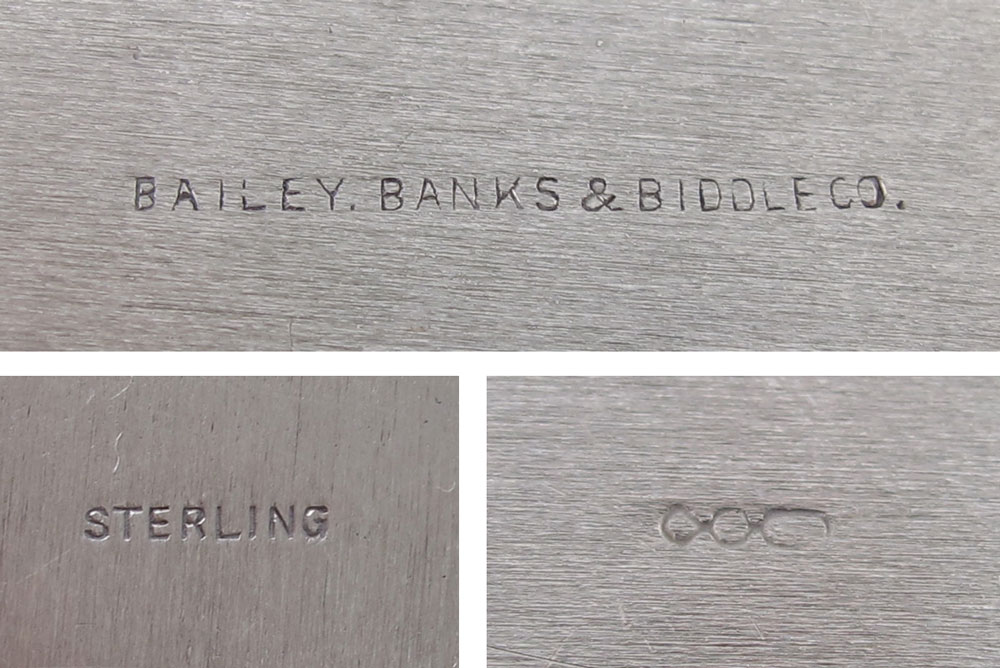 BAILEY. BANKS & BIDDLE CO.
STERLING